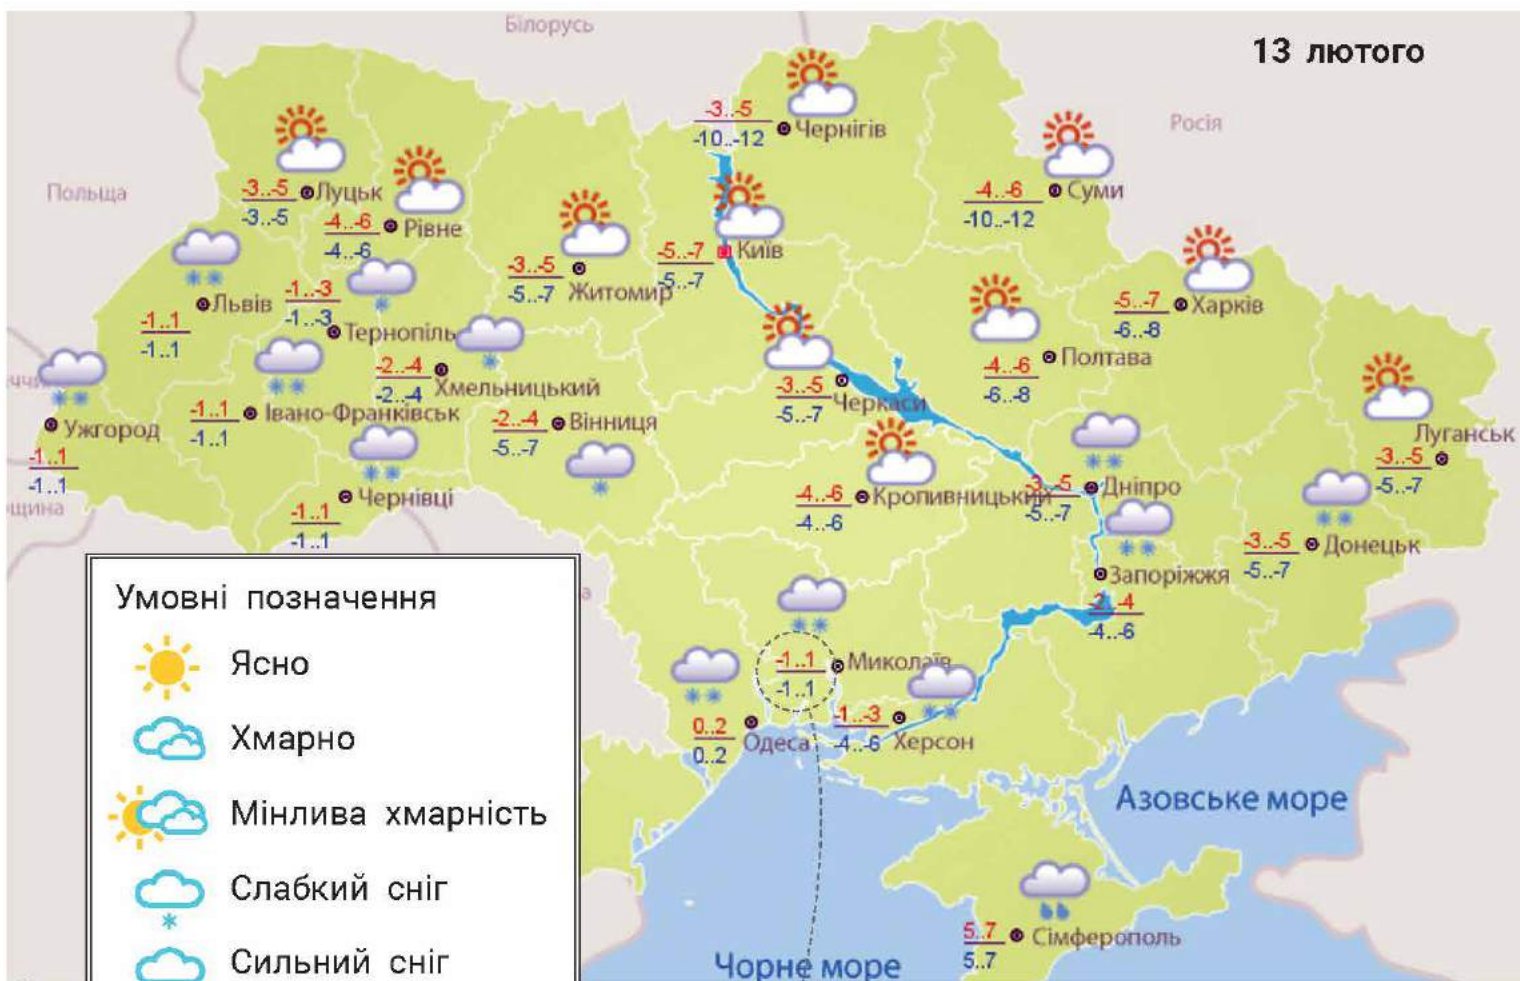 Білорусь
13 лютого
-3..-5
-10..-12
Чернігів
Росія
Польща
-3..-5
-3..-5
Луцьк
-4..-6
-4..-6
Рівне
-4..-6
-10..-12
Суми
-5..-7
-5..-7
Київ
-3..-5
-5..-7
Житомир
Львів
-1..1
-1..1
-1..-3
-1..-3
Тернопіль
-5..-7
-6..-8
Харків
-4..-6
-6..-8
Полтава
-2..-4
-2..-4
Хмельницький
-3..-5
-5..-7
Черкаси
Ужгород
-1..1
-1..1
-1..1
-1..1
Івано-Франківськ
-2..-4
-5..-7
Вінниця
Луганськ
-3..-5
-5..-7
-1..1
-1..1
Чернівці
-4..-6
-4..-6
Кропивницький
-3..-5
-5..-7
Дніпро
-3..-5
-5..-7
Донецьк
Запоріжжя
-2..-4
-4..-6
Умовні позначення
Ясно
Хмарно
Мінлива хмарність
Слабкий сніг
Сильний сніг
-1..1
-1..1
Миколаїв
0..2
0..2
Одеса
-1..-3
-4..-6
Херсон
Азовське море
5..7
5..7
Сімферополь
Чорне море